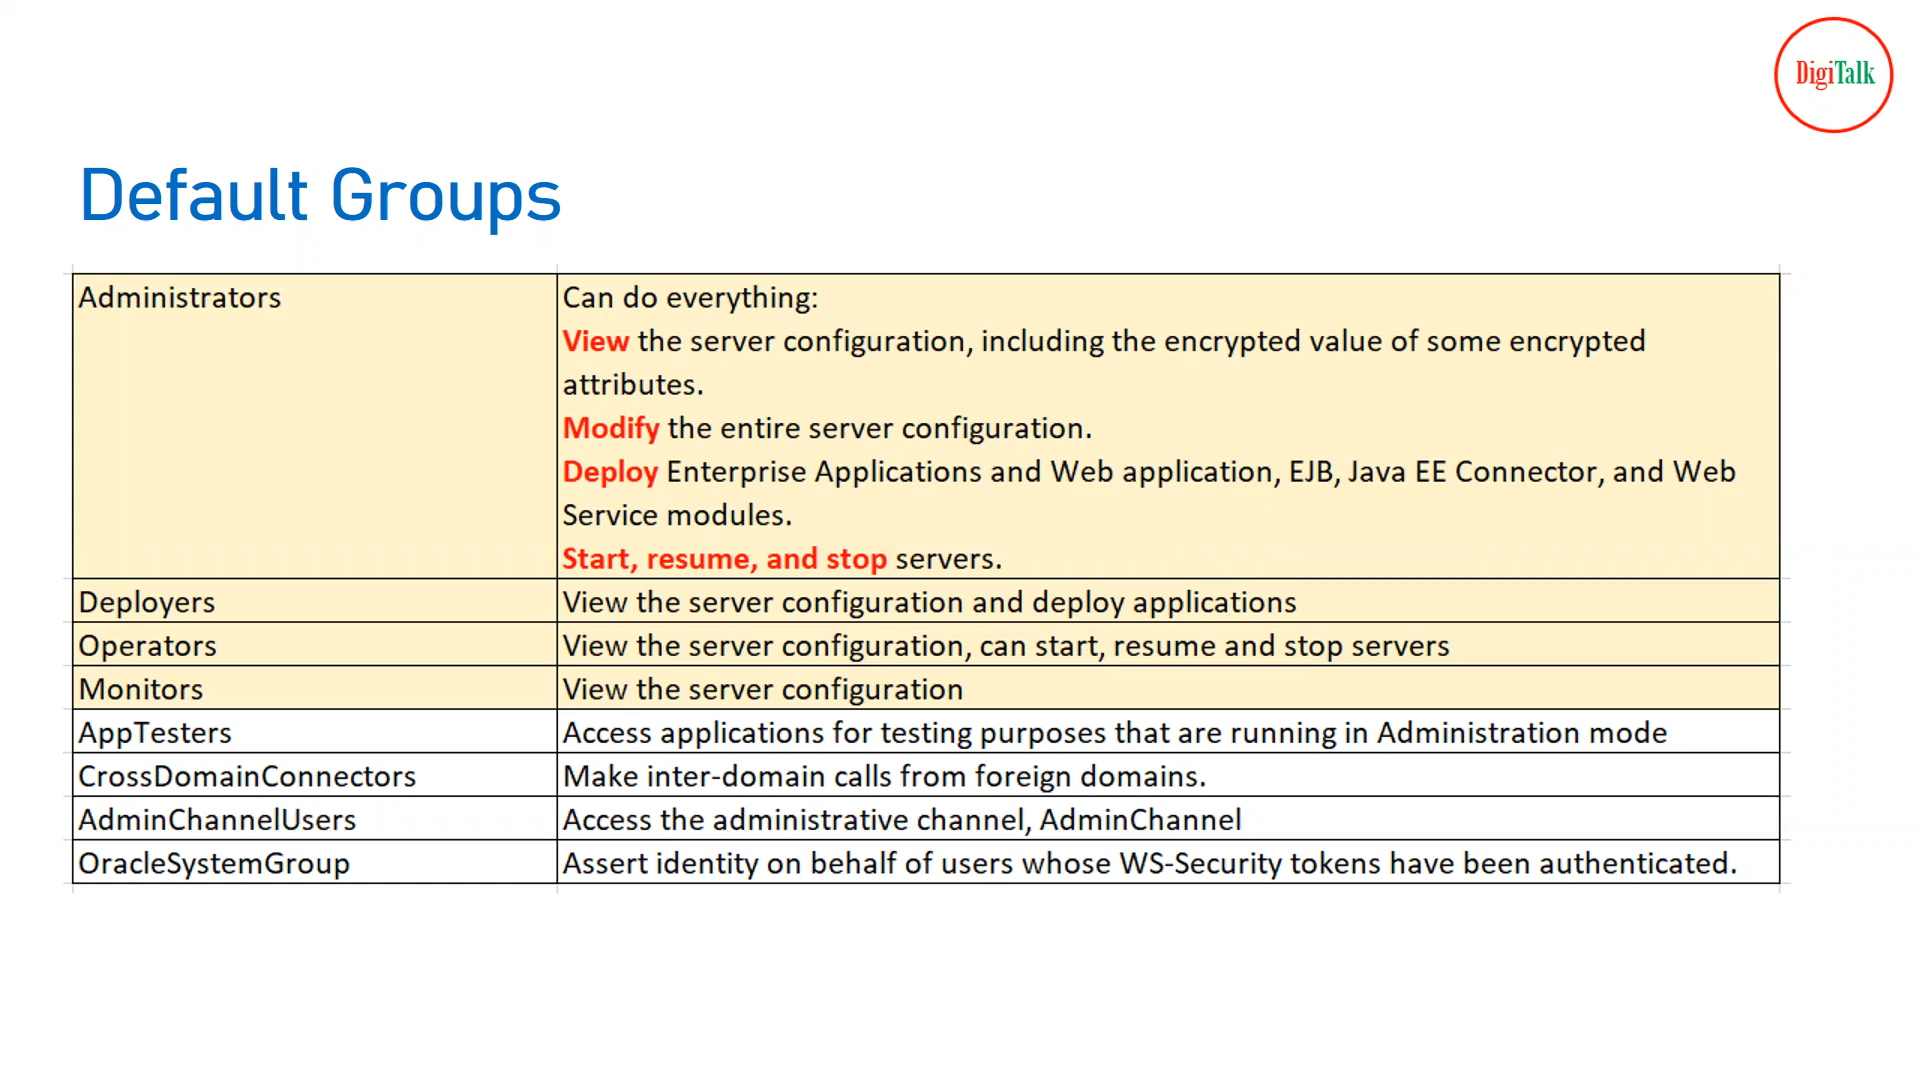 DigiTalk
Default Groups
Administrators
Can do everything:
View the server configuration, including the encrypted value of some encrypted
attributes.
Modify the entire server configuration.
Deploy Enterprise Applications and Web application, EJB, Java EE Connector, and Web
Service modules.
Start, resume, and stop servers.
Deployers
View the server configuration and deploy applications
Operators
View the server configuration, can start, resume and stop servers
Monitors
View the server configuration
AppTesters
Access applications for testing purposes that are running in Administration mode
CrossDomainConnectors
Make inter-domain calls from foreign domains.
AdminChannelUsers
Access the administrative channel, AdminChannel
OracleSystemGroup
Assert identity on behalf of users whose WS-Security tokens have been authenticated.